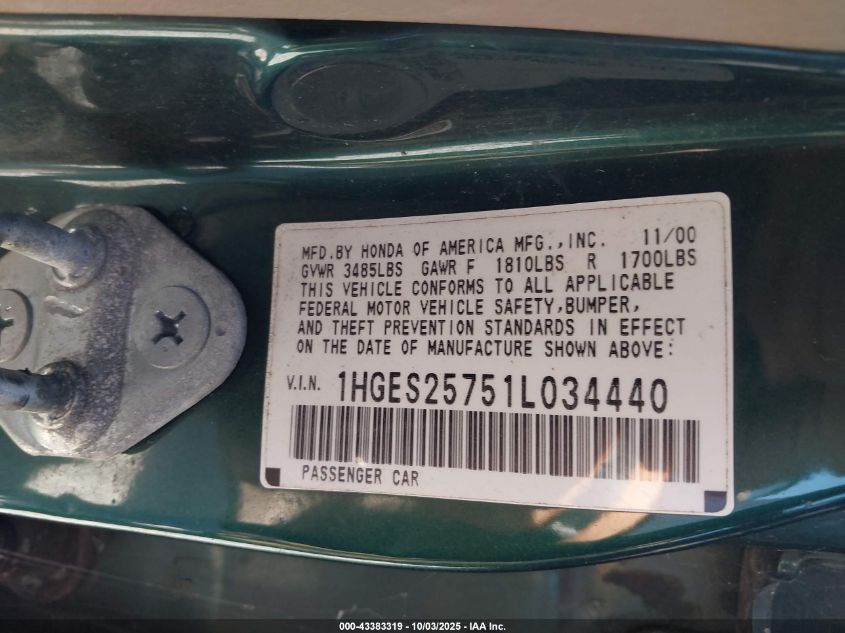 MFD.BY HONDA OF AMERICA MFG.,INC. 11/00
GVWR 3485LBS GAWR F 1810LBS R 1700LBS
THIS VEHICLE CONFORMS TO ALL APPLICABLE
FEDERAL MOTOR VEHICLE SAFETY,BUMPER,
AND THEFT PREVENTION STANDARDS IN EFFECT
ON THE DATE OF MANUFACTURE SHOWN ABOVE:
V.I.N. 1HGES25751L034440
PASSENGER CAR
000-43383319 - 10/03/2025 - IAA Inc.